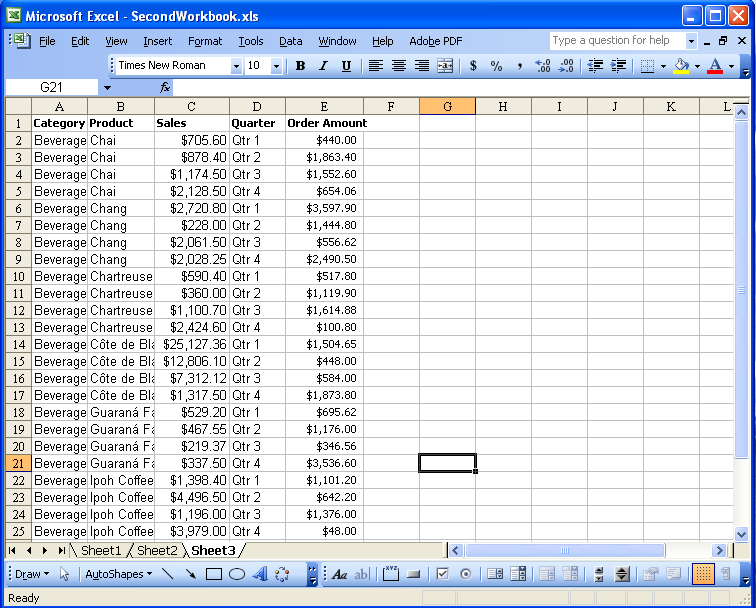 Microsoft Excel - SecondWorkbook.xls
File Edit View Insert Format Tools Data Window Help Adobe PDF Type a question for help
Times New Roman 10 B I U $ % ,
G21 fx
A B C D E F G H I J K L
1 Category Product Sales Quarter Order Amount
2 Beverage Chai $705.60 Qtr 1 $440.00
3 Beverage Chai $878.40 Qtr 2 $1,863.40
4 Beverage Chai $1,174.50 Qtr 3 $1,552.60
5 Beverage Chai $2,128.50 Qtr 4 $654.06
6 Beverage Chang $2,720.80 Qtr 1 $3,597.90
7 Beverage Chang $228.00 Qtr 2 $1,444.80
8 Beverage Chang $2,061.50 Qtr 3 $556.62
9 Beverage Chang $2,028.25 Qtr 4 $2,490.50
10 Beverage Chartreuse $590.40 Qtr 1 $517.80
11 Beverage Chartreuse $360.00 Qtr 2 $1,119.90
12 Beverage Chartreuse $1,100.70 Qtr 3 $1,614.88
13 Beverage Chartreuse $2,424.60 Qtr 4 $100.80
14 Beverage Côte de Bla $25,127.36 Qtr 1 $1,504.65
15 Beverage Côte de Bla $12,806.10 Qtr 2 $448.00
16 Beverage Côte de Bla $7,312.12 Qtr 3 $584.00
17 Beverage Côte de Bla $1,317.50 Qtr 4 $1,873.80
18 Beverage Guaraná Fa $529.20 Qtr 1 $695.62
19 Beverage Guaraná Fa $467.55 Qtr 2 $1,176.00
20 Beverage Guaraná Fa $219.37 Qtr 3 $346.56
21 Beverage Guaraná Fa $337.50 Qtr 4 $3,536.60
22 Beverage Ipoh Coffee $1,398.40 Qtr 1 $1,101.20
23 Beverage Ipoh Coffee $4,496.50 Qtr 2 $642.20
24 Beverage Ipoh Coffee $1,196.00 Qtr 3 $1,376.00
25 Beverage Ipoh Coffee $3,979.00 Qtr 4 $48.00
Sheet1 Sheet2 Sheet3
Draw AutoShapes Aa ab
Ready